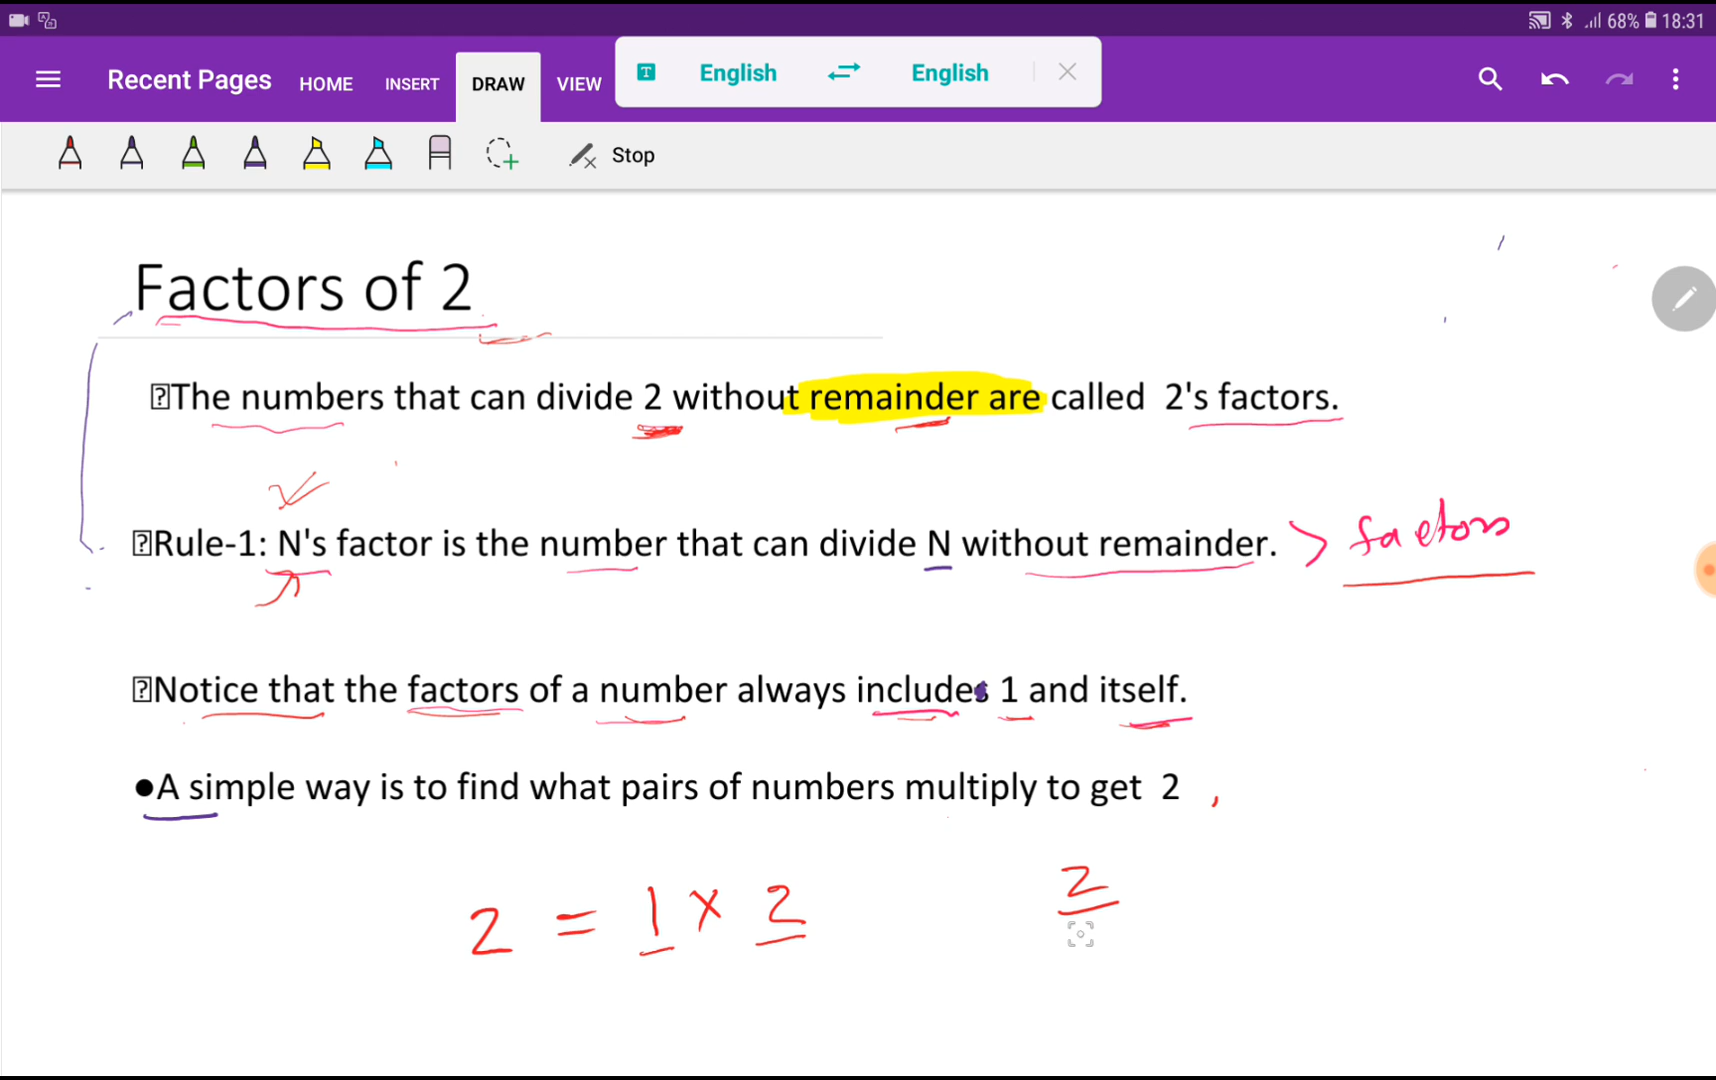 68% 18:31
Recent Pages HOME INSERT DRAW VIEW English English
Stop
Factors of 2
The numbers that can divide 2 without remainder are called 2's factors.
Rule-1: N's factor is the number that can divide N without remainder. > factors
Notice that the factors of a number always includes 1 and itself.
●A simple way is to find what pairs of numbers multiply to get 2 ,
2 = 1 × 2 2